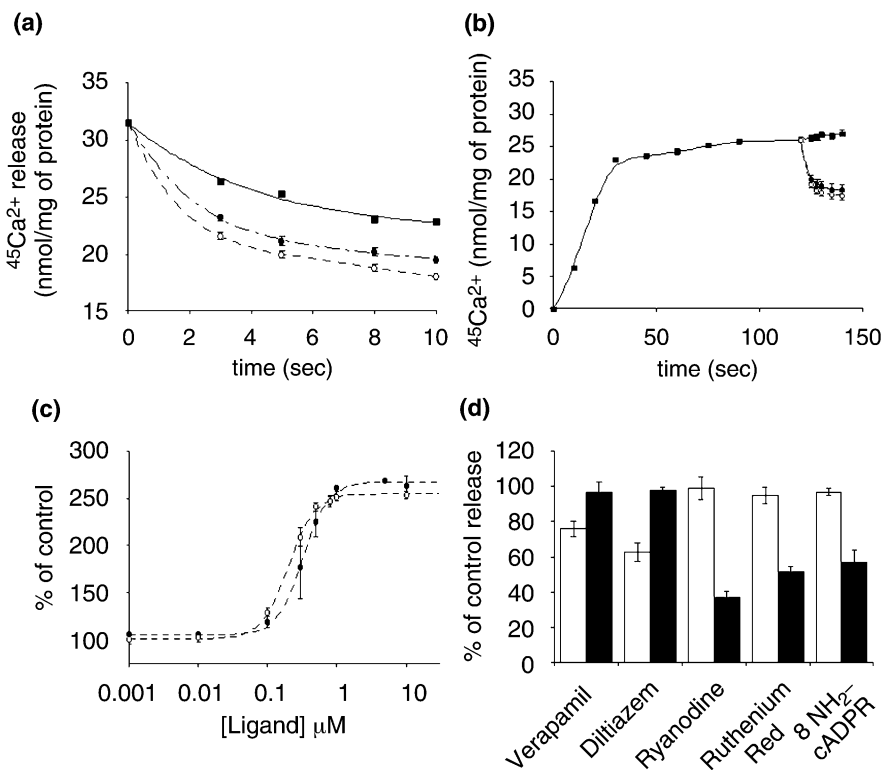 (a)
35
30
25
20
15
⁴⁵Ca²⁺ release
(nmol/mg of protein)
0 2 4 6 8 10
time (sec)
(b)
35
30
25
20
15
10
5
0
⁴⁵Ca²⁺ (nmol/mg of protein)
0 50 100 150
time (sec)
(c)
300
250
200
150
100
% of control
0.001 0.01 0.1 1 10
[Ligand] μM
(d)
120
100
80
60
40
20
0
% of control release
Verapamil
Diltiazem
Ryanodine
Ruthenium
Red
8 NH₂–
cADPR